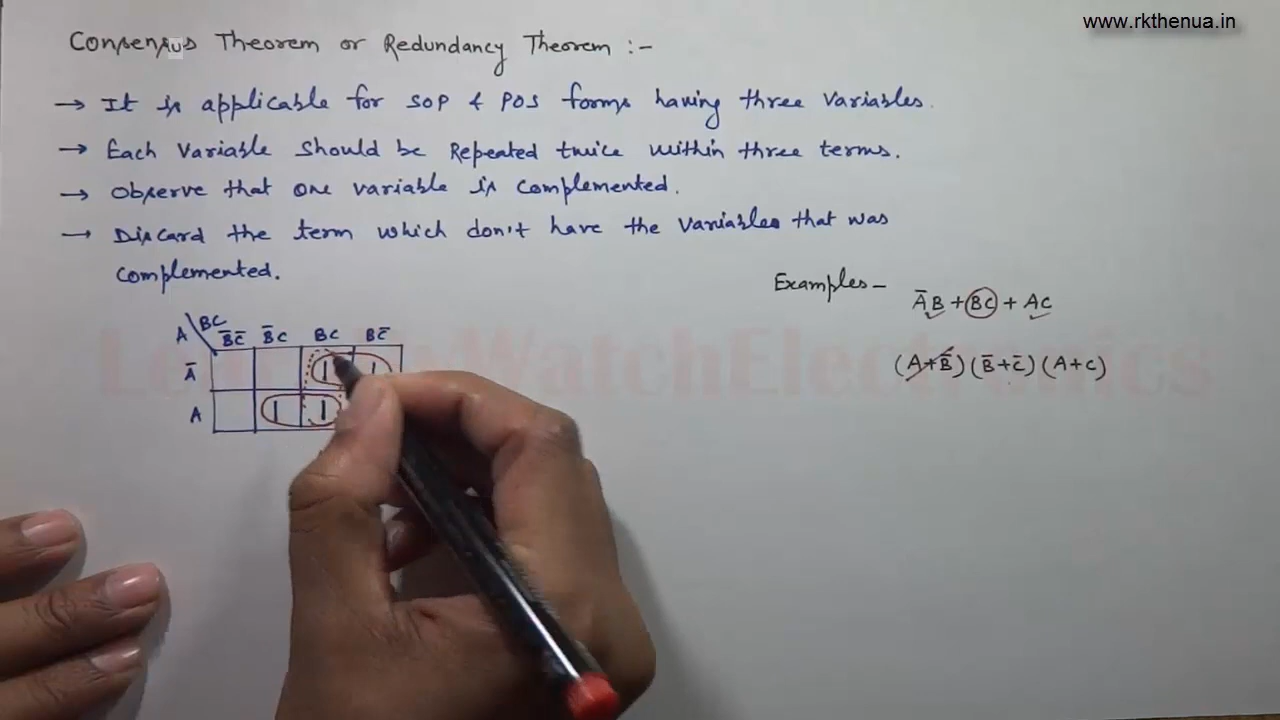 www.rkthenua.in
Consensus Theorem or Redundancy Theorem :-
→ It is applicable for SOP & POS forms having three variables.
→ Each Variable Should be Repeated twice within three terms.
→ Observe that one variable is complemented.
→ Discard the term which don't have the variables that was
complemented.
Examples-
A̅B + BC + AC
(A+B̅)(B̅+C̅)(A+C)
A BC
B̅C̅ B̅C BC BC̅
A̅ 1 1
A 1 1